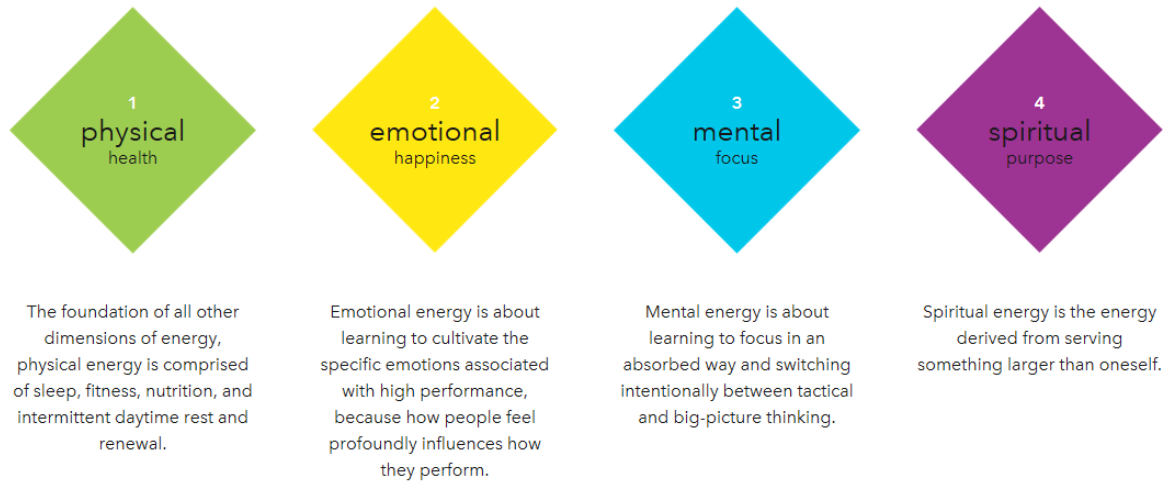 1
physical
health
The foundation of all other
dimensions of energy,
physical energy is comprised
of sleep, fitness, nutrition, and
intermittent daytime rest and
renewal.
2
emotional
happiness
Emotional energy is about
learning to cultivate the
specific emotions associated
with high performance,
because how people feel
profoundly influences how
they perform.
3
mental
focus
Mental energy is about
learning to focus in an
absorbed way and switching
intentionally between tactical
and big-picture thinking.
4
spiritual
purpose
Spiritual energy is the energy
derived from serving
something larger than oneself.